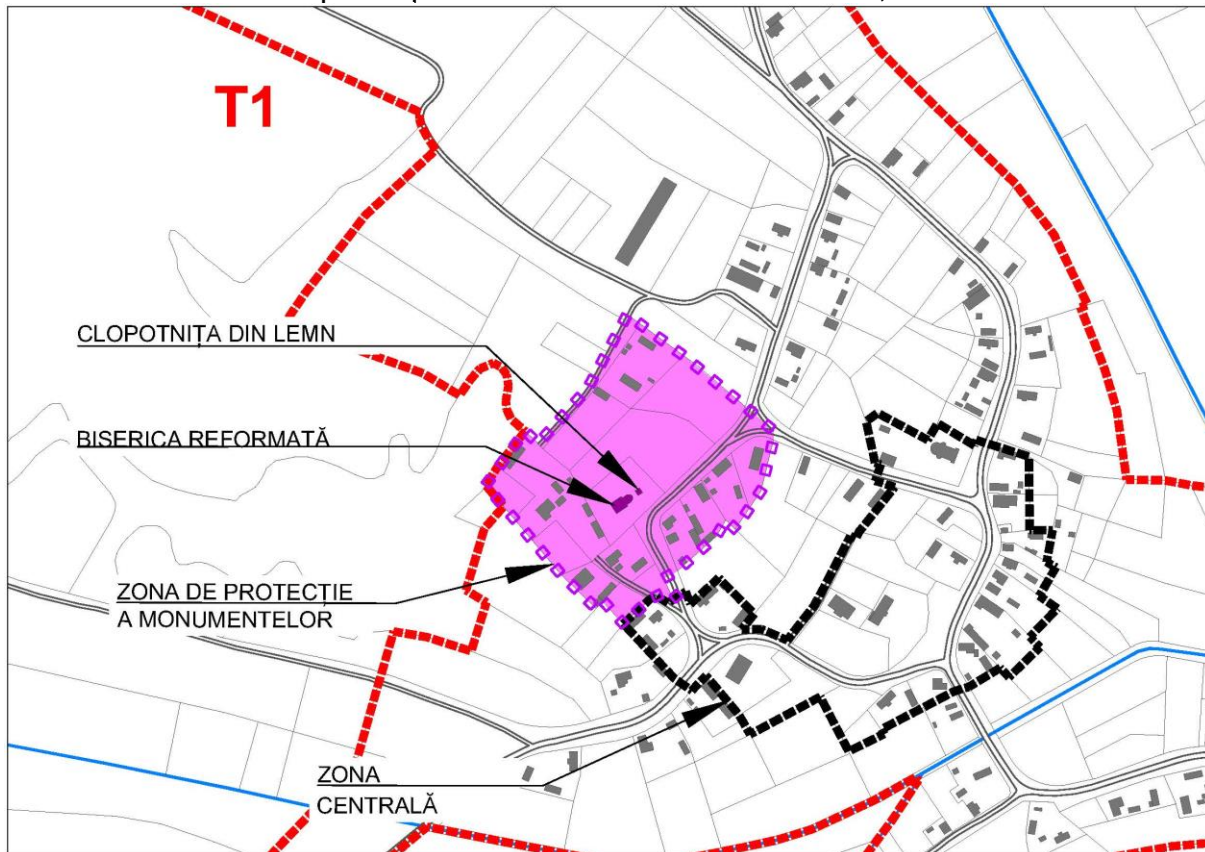 T1
CLOPOTNIȚA DIN LEMN
BISERICA REFORMATĂ
ZONA DE PROTECȚIE
A MONUMENTELOR
ZONA
CENTRALĂ